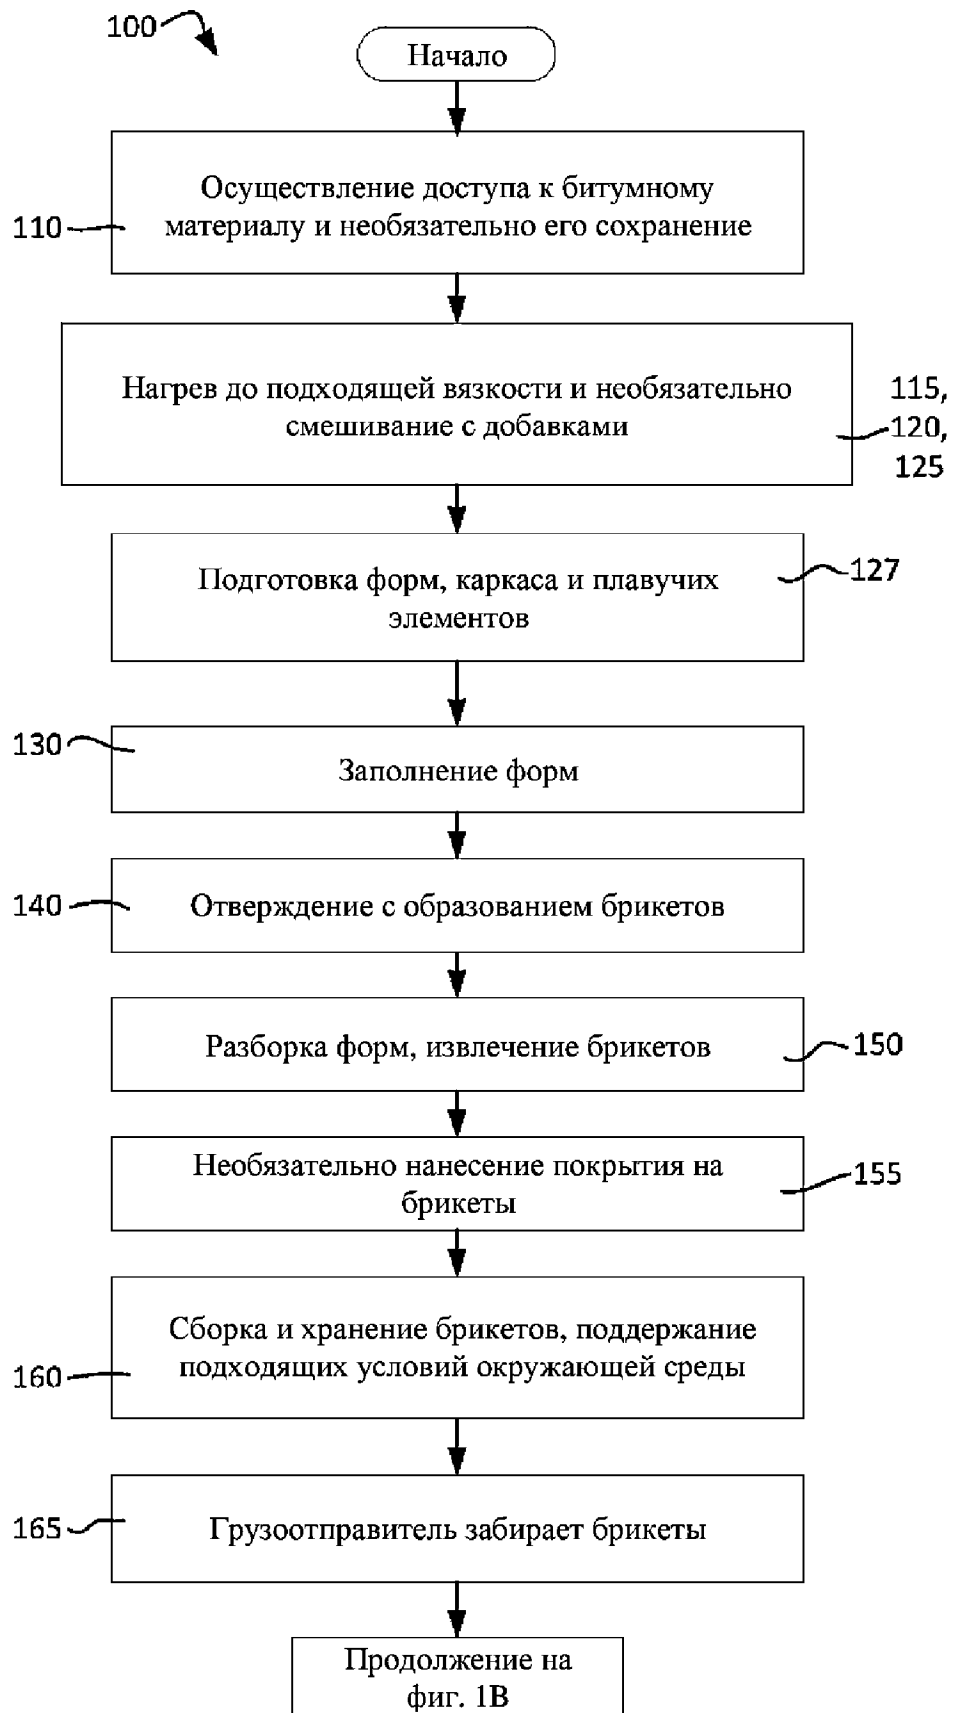 100
Начало
Осуществление доступа к битумному
материалу и необязательно его сохранение
110
Нагрев до подходящей вязкости и необязательно
смешивание с добавками
115,
120,
125
Подготовка форм, каркаса и плавучих
элементов
127
130
Заполнение форм
140
Отверждение с образованием брикетов
Разборка форм, извлечение брикетов
150
Необязательно нанесение покрытия на
брикеты
155
Сборка и хранение брикетов, поддержание
подходящих условий окружающей среды
160
165
Грузоотправитель забирает брикеты
Продолжение на
фиг. 1В